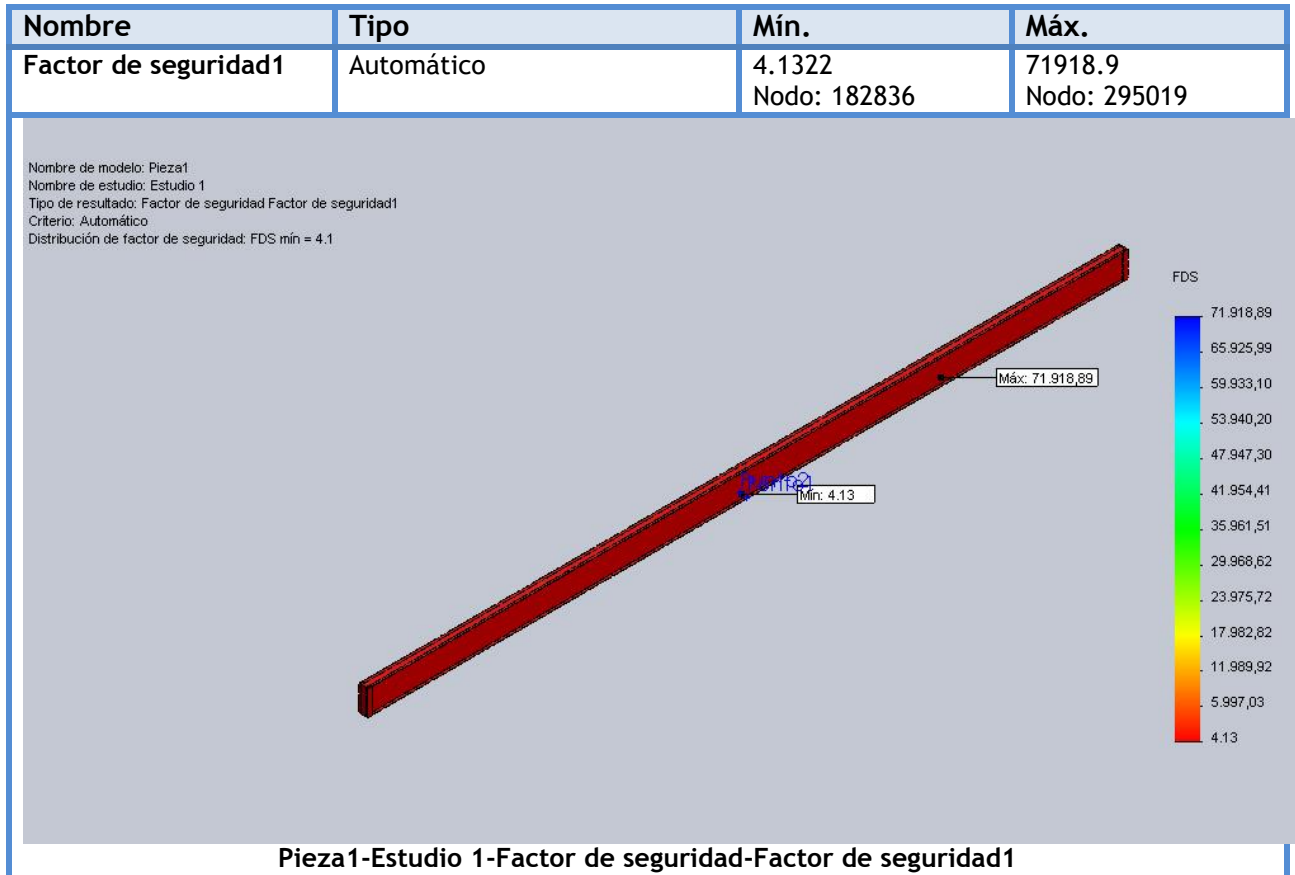 Nombre Tipo Mín. Máx.
Factor de seguridad1 Automático 4.1322 71918.9
Nodo: 182836 Nodo: 295019
Nombre de modelo: Pieza1
Nombre de estudio: Estudio 1
Tipo de resultado: Factor de seguridad Factor de seguridad1
Criterio: Automático
Distribución de factor de seguridad: FDS mín = 4.1
FDS
71.918,89
65.925,99
59.933,10
53.940,20
47.947,30
41.954,41
35.961,51
29.968,62
23.975,72
17.982,82
11.989,92
5.997,03
4.13
Máx: 71.918,89
Mín: 4.13
Pieza1-Estudio 1-Factor de seguridad-Factor de seguridad1